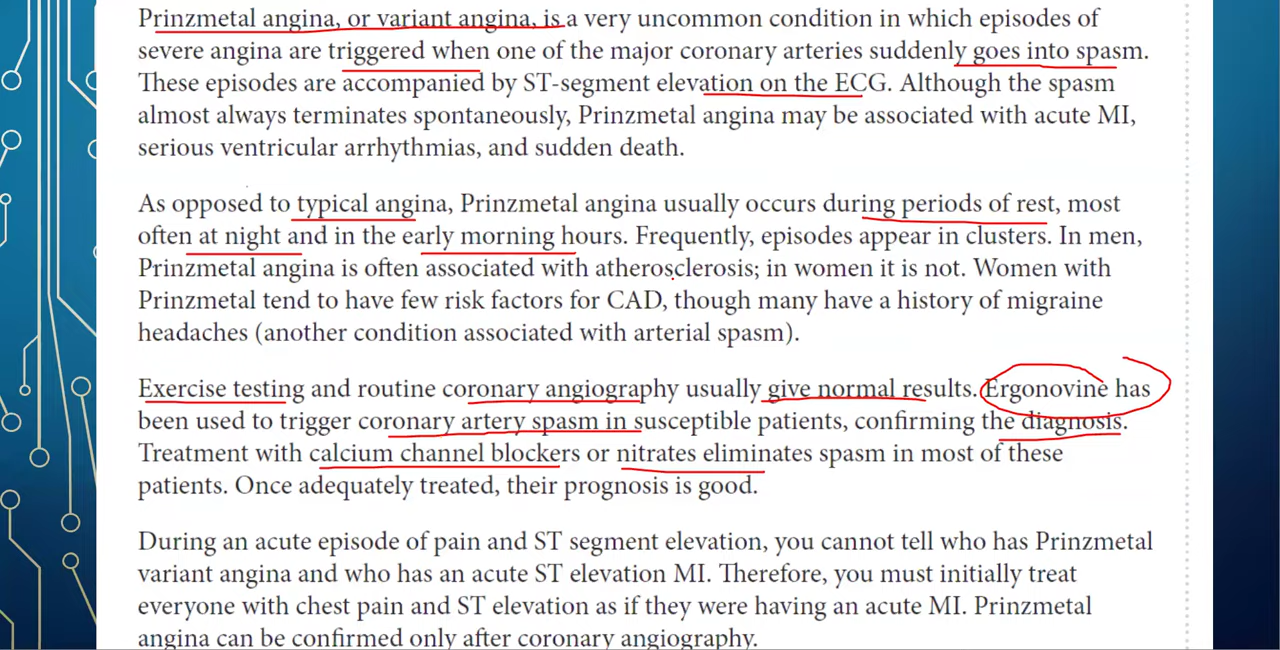 Prinzmetal angina, or variant angina, is a very uncommon condition in which episodes of
severe angina are triggered when one of the major coronary arteries suddenly goes into spasm.
These episodes are accompanied by ST-segment elevation on the ECG. Although the spasm
almost always terminates spontaneously, Prinzmetal angina may be associated with acute MI,
serious ventricular arrhythmias, and sudden death.
As opposed to typical angina, Prinzmetal angina usually occurs during periods of rest, most
often at night and in the early morning hours. Frequently, episodes appear in clusters. In men,
Prinzmetal angina is often associated with atherosclerosis; in women it is not. Women with
Prinzmetal tend to have few risk factors for CAD, though many have a history of migraine
headaches (another condition associated with arterial spasm).
Exercise testing and routine coronary angiography usually give normal results. Ergonovine has
been used to trigger coronary artery spasm in susceptible patients, confirming the diagnosis.
Treatment with calcium channel blockers or nitrates eliminates spasm in most of these
patients. Once adequately treated, their prognosis is good.
During an acute episode of pain and ST segment elevation, you cannot tell who has Prinzmetal
variant angina and who has an acute ST elevation MI. Therefore, you must initially treat
everyone with chest pain and ST elevation as if they were having an acute MI. Prinzmetal
angina can be confirmed only after coronary angiography.